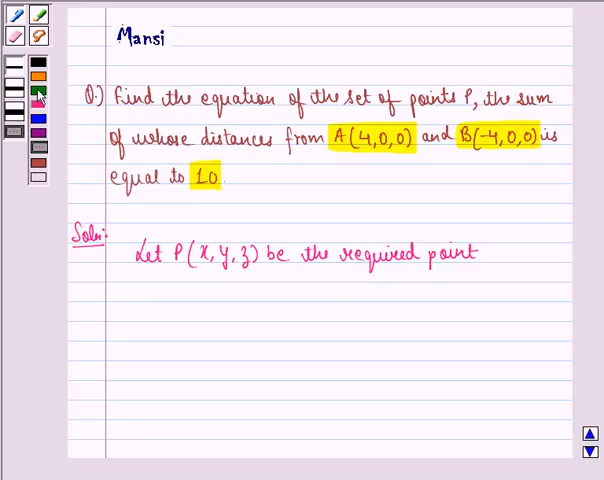 Mansi
Q.) Find the equation of the set of points P, the sum
of whose distances from A(4,0,0) and B(-4,0,0) is
equal to 10.
Soln:
Let P(x, y, z) be the required point